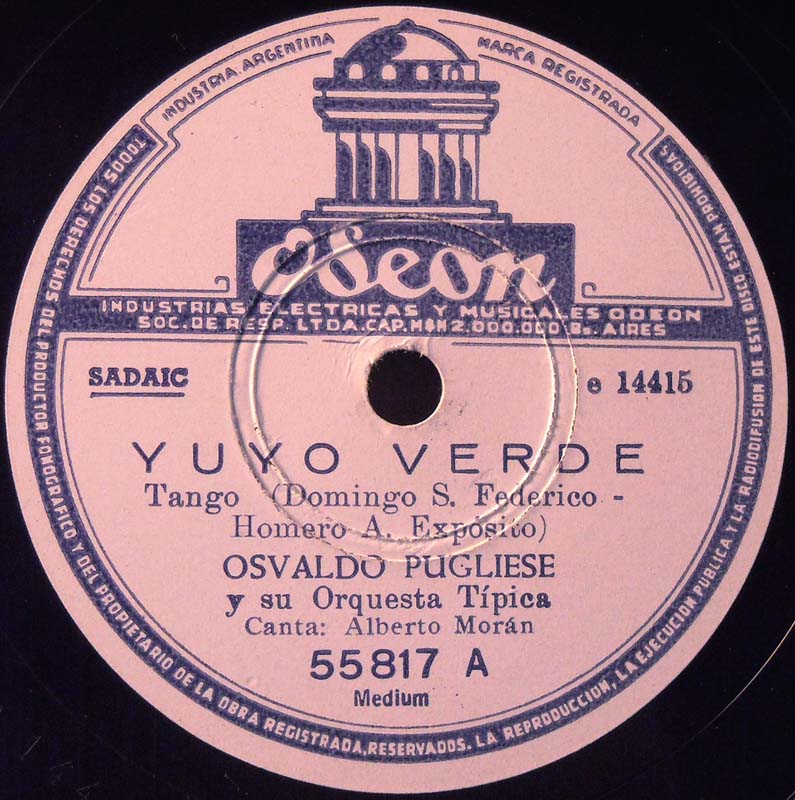 INDUSTRIA ARGENTINA
MARCA REGISTRADA
Odeon
INDUSTRIAS ELECTRICAS Y MUSICALES ODEON
SOC. DE RESP. LTDA. CAP. M$N 2.000.000 Bs. AIRES
SADAIC
e 14415
YUYO VERDE
Tango (Domingo S. Federico -
Homero A. Expósito)
OSVALDO PUGLIESE
y su Orquesta Típica
Canta: Alberto Morán
55817 A
Medium
TODOS LOS DERECHOS DEL PRODUCTOR FONOGRAFICO Y DEL PROPIETARIO DE LA OBRA REGISTRADA, RESERVADOS. LA REPRODUCCION, LA EJECUCION PUBLICA Y LA RADIODIFUSION DE ESTE DISCO ESTAN PROHIBIDAS